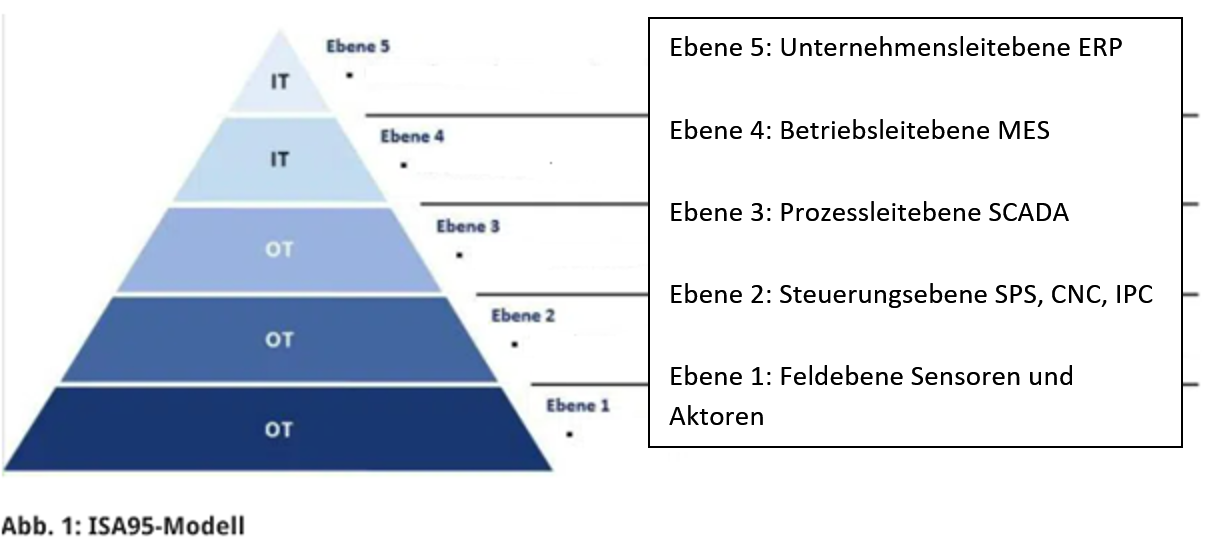 Ebene 5
IT
Ebene 4
IT
Ebene 3
OT
Ebene 2
OT
Ebene 1
OT
Ebene 5: Unternehmensleitebene ERP
Ebene 4: Betriebsleitebene MES
Ebene 3: Prozessleitebene SCADA
Ebene 2: Steuerungsebene SPS, CNC, IPC
Ebene 1: Feldebene Sensoren und
Aktoren
Abb. 1: ISA95-Modell